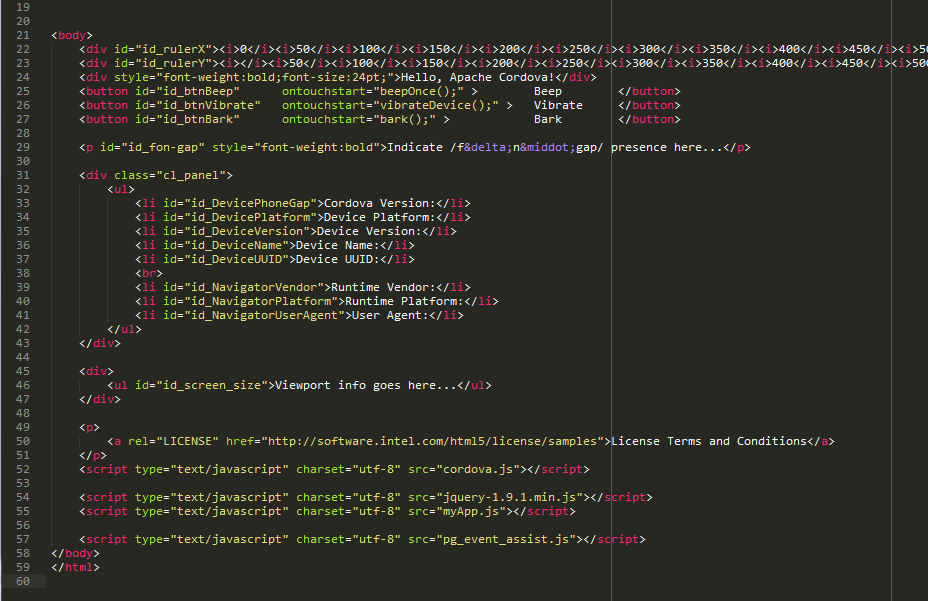 19
20
21 <body>
22 <div id="id_rulerX"><i>0</i><i>50</i><i>100</i><i>150</i><i>200</i><i>250</i><i>300</i><i>350</i><i>400</i><i>450</i><i>50
23 <div id="id_rulerY"><i></i><i>50</i><i>100</i><i>150</i><i>200</i><i>250</i><i>300</i><i>350</i><i>400</i><i>450</i><i>500
24 <div style="font-weight:bold;font-size:24pt;">Hello, Apache Cordova!</div>
25 <button id="id_btnBeep" ontouchstart="beepOnce();" > Beep </button>
26 <button id="id_btnVibrate" ontouchstart="vibrateDevice();" > Vibrate </button>
27 <button id="id_btnBark" ontouchstart="bark();" > Bark </button>
28
29 <p id="id_fon-gap" style="font-weight:bold">Indicate /f&delta;n&middot;gap/ presence here...</p>
30
31 <div class="cl_panel">
32 <ul>
33 <li id="id_DevicePhoneGap">Cordova Version:</li>
34 <li id="id_DevicePlatform">Device Platform:</li>
35 <li id="id_DeviceVersion">Device Version:</li>
36 <li id="id_DeviceName">Device Name:</li>
37 <li id="id_DeviceUUID">Device UUID:</li>
38 <br>
39 <li id="id_NavigatorVendor">Runtime Vendor:</li>
40 <li id="id_NavigatorPlatform">Runtime Platform:</li>
41 <li id="id_NavigatorUserAgent">User Agent:</li>
42 </ul>
43 </div>
44
45 <div>
46 <ul id="id_screen_size">Viewport info goes here...</ul>
47 </div>
48
49 <p>
50 <a rel="LICENSE" href="http://software.intel.com/html5/license/samples">License Terms and Conditions</a>
51 </p>
52 <script type="text/javascript" charset="utf-8" src="cordova.js"></script>
53
54 <script type="text/javascript" charset="utf-8" src="jquery-1.9.1.min.js"></script>
55 <script type="text/javascript" charset="utf-8" src="myApp.js"></script>
56
57 <script type="text/javascript" charset="utf-8" src="pg_event_assist.js"></script>
58 </body>
59 </html>
60